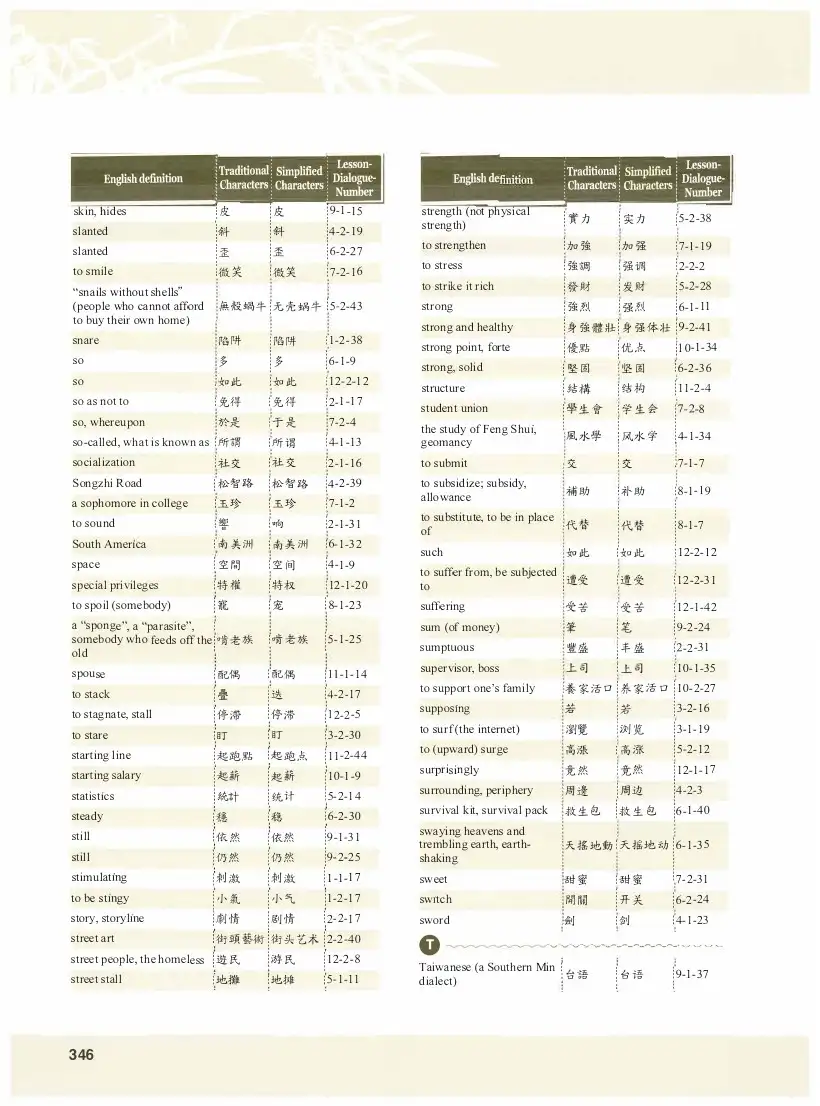 English definition Traditional Characters Simplified Characters Lesson-Dialogue-Number
skin, hides 皮 皮 9-1-15
slanted 斜 斜 4-2-19
slanted 歪 歪 6-2-27
to smile 微笑 微笑 7-2-16
“snails without shells”
(people who cannot afford 無殼蝸牛 无壳蜗牛 5-2-43
to buy their own home)
snare 陷阱 陷阱 1-2-38
so 多 多 6-1-9
so 如此 如此 12-2-12
so as not to 免得 免得 2-1-17
so, whereupon 於是 于是 7-2-4
so-called, what is known as 所謂 所谓 4-1-13
socialization 社交 社交 2-1-16
Songzhi Road 松智路 松智路 4-2-39
a sophomore in college 玉珍 玉珍 7-1-2
to sound 響 响 2-1-31
South America 南美洲 南美洲 6-1-32
space 空間 空间 4-1-9
special privileges 特權 特权 12-1-20
to spoil (somebody) 寵 宠 8-1-23
a “sponge”, a “parasite”,
somebody who feeds off the 啃老族 啃老族 5-1-25
old
spouse 配偶 配偶 11-1-14
to stack 疊 迭 4-2-17
to stagnate, stall 停滯 停滞 12-2-5
to stare 盯 盯 3-2-30
starting line 起跑點 起跑点 11-2-44
starting salary 起薪 起薪 10-1-9
statistics 統計 统计 5-2-14
steady 穩 稳 6-2-30
still 依然 依然 9-1-31
still 仍然 仍然 9-2-25
stimulating 刺激 刺激 1-1-17
to be stingy 小氣 小气 1-2-17
story, storyline 劇情 剧情 2-2-17
street art 街頭藝術 街头艺术 2-2-40
street people, the homeless 遊民 游民 12-2-8
street stall 地攤 地摊 5-1-11
English definition Traditional Characters Simplified Characters Lesson-Dialogue-Number
strength (not physical
strength) 實力 实力 5-2-38
to strengthen 加強 加强 7-1-19
to stress 強調 强调 2-2-2
to strike it rich 發財 发财 5-2-28
strong 強烈 强烈 6-1-11
strong and healthy 身強體壯 身强体壮 9-2-41
strong point, forte 優點 优点 10-1-34
strong, solid 堅固 坚固 6-2-36
structure 結構 结构 11-2-4
student union 學生會 学生会 7-2-8
the study of Feng Shui,
geomancy 風水學 风水学 4-1-34
to submit 交 交 7-1-7
to subsidize; subsidy,
allowance 補助 补助 8-1-19
to substitute, to be in place
of 代替 代替 8-1-7
such 如此 如此 12-2-12
to suffer from, be subjected
to 遭受 遭受 12-2-31
suffering 受苦 受苦 12-1-42
sum (of money) 筆 笔 9-2-24
sumptuous 豐盛 丰盛 2-2-31
supervisor, boss 上司 上司 10-1-35
to support one’s family 養家活口 养家活口 10-2-27
supposing 若 若 3-2-16
to surf (the internet) 瀏覽 浏览 3-1-19
to (upward) surge 高漲 高涨 5-2-12
surprisingly 竟然 竟然 12-1-17
surrounding, periphery 周邊 周边 4-2-3
survival kit, survival pack 救生包 救生包 6-1-40
swaying heavens and
trembling earth, earth- 天搖地動 天摇地动 6-1-35
shaking
sweet 甜蜜 甜蜜 7-2-31
switch 開關 开关 6-2-24
sword 劍 剑 4-1-23
T
Taiwanese (a Southern Min
dialect) 台語 台语 9-1-37
346